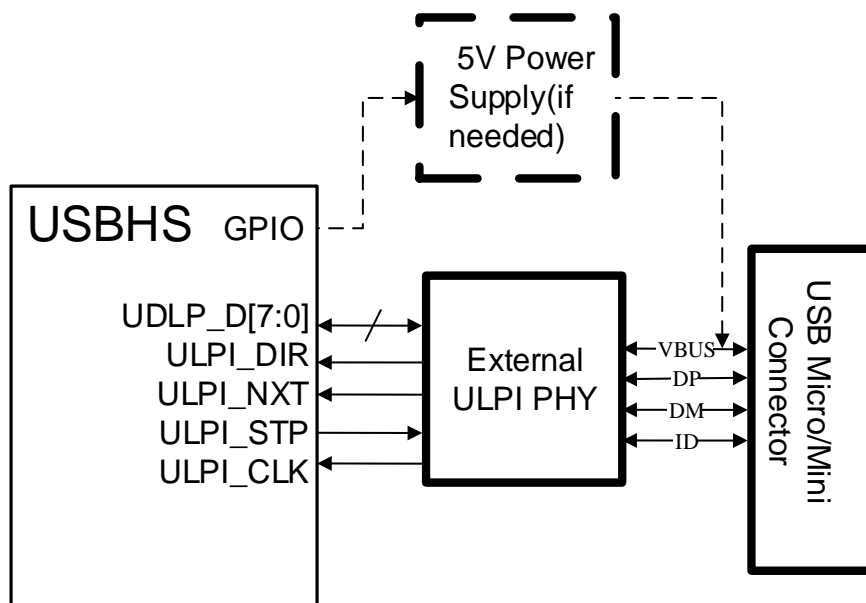 5V Power
Supply(if
needed)
USBHS
GPIO
UDLP_D[7:0]
ULPI_DIR
ULPI_NXT
ULPI_STP
ULPI_CLK
External
ULPI PHY
VBUS
DP
DM
ID
USB Micro/Mini
Connector